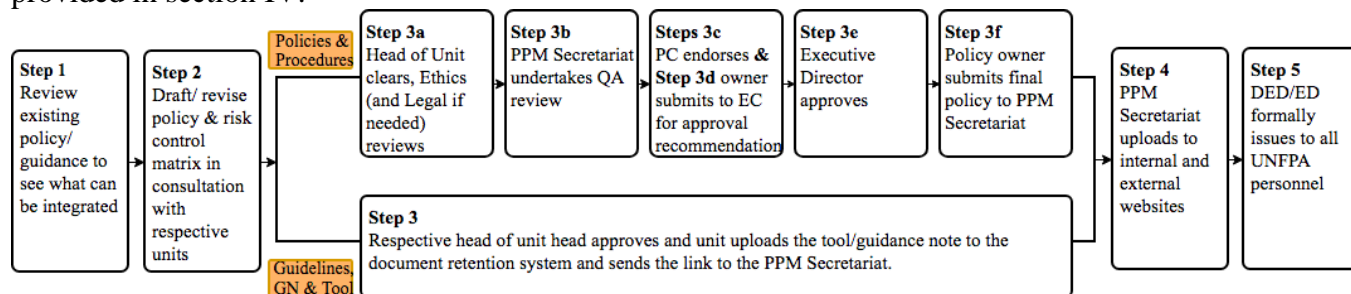 provided in section IV.
Step 1
Review
existing
policy/
guidance to
see what can
be integrated
Step 2
Draft/ revise
policy & risk
control
matrix in
consultation
with
respective
units
Policies &
Procedures
Step 3a
Head of Unit
clears, Ethics
(and Legal if
needed)
reviews
Step 3b
PPM Secretariat
undertakes QA
review
Steps 3c
PC endorses &
Step 3d owner
submits to EC
for approval
recommendation
Step 3e
Executive
Director
approves
Step 3f
Policy owner
submits final
policy to PPM
Secretariat
Guidelines,
GN & Tool
Step 3
Respective head of unit head approves and unit uploads the tool/guidance note to the
document retention system and sends the link to the PPM Secretariat.
Step 4
PPM
Secretariat
uploads to
internal and
external
websites
Step 5
DED/ED
formally
issues to all
UNFPA
personnel